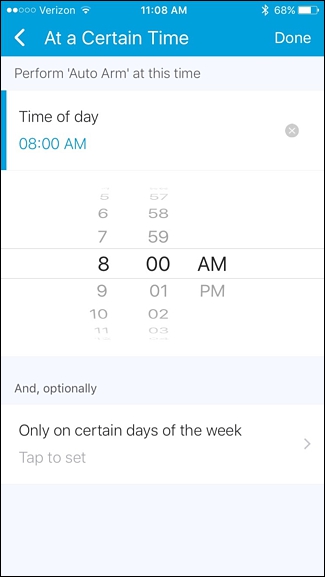 Verizon 11:08 AM 68%
At a Certain Time Done
Perform 'Auto Arm' at this time
Time of day
08:00 AM
5 57
6 58
7 59
8 00 AM
9 01 PM
10 02
11 03
And, optionally
Only on certain days of the week
Tap to set